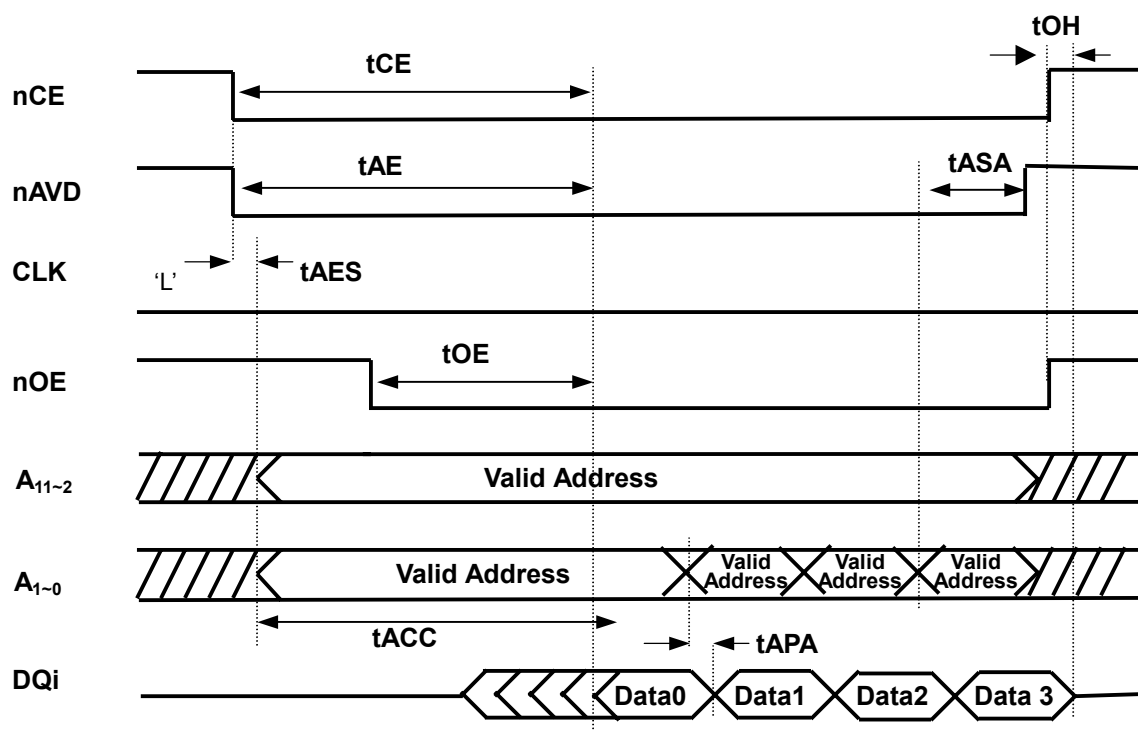 tOH
nCE
tCE
nAVD
tAE
tASA
CLK
‘L’
tAES
nOE
tOE
A11~2
Valid Address
A1~0
Valid Address
Valid Address
Valid Address
Valid Address
tACC
tAPA
DQi
Data0
Data1
Data2
Data 3